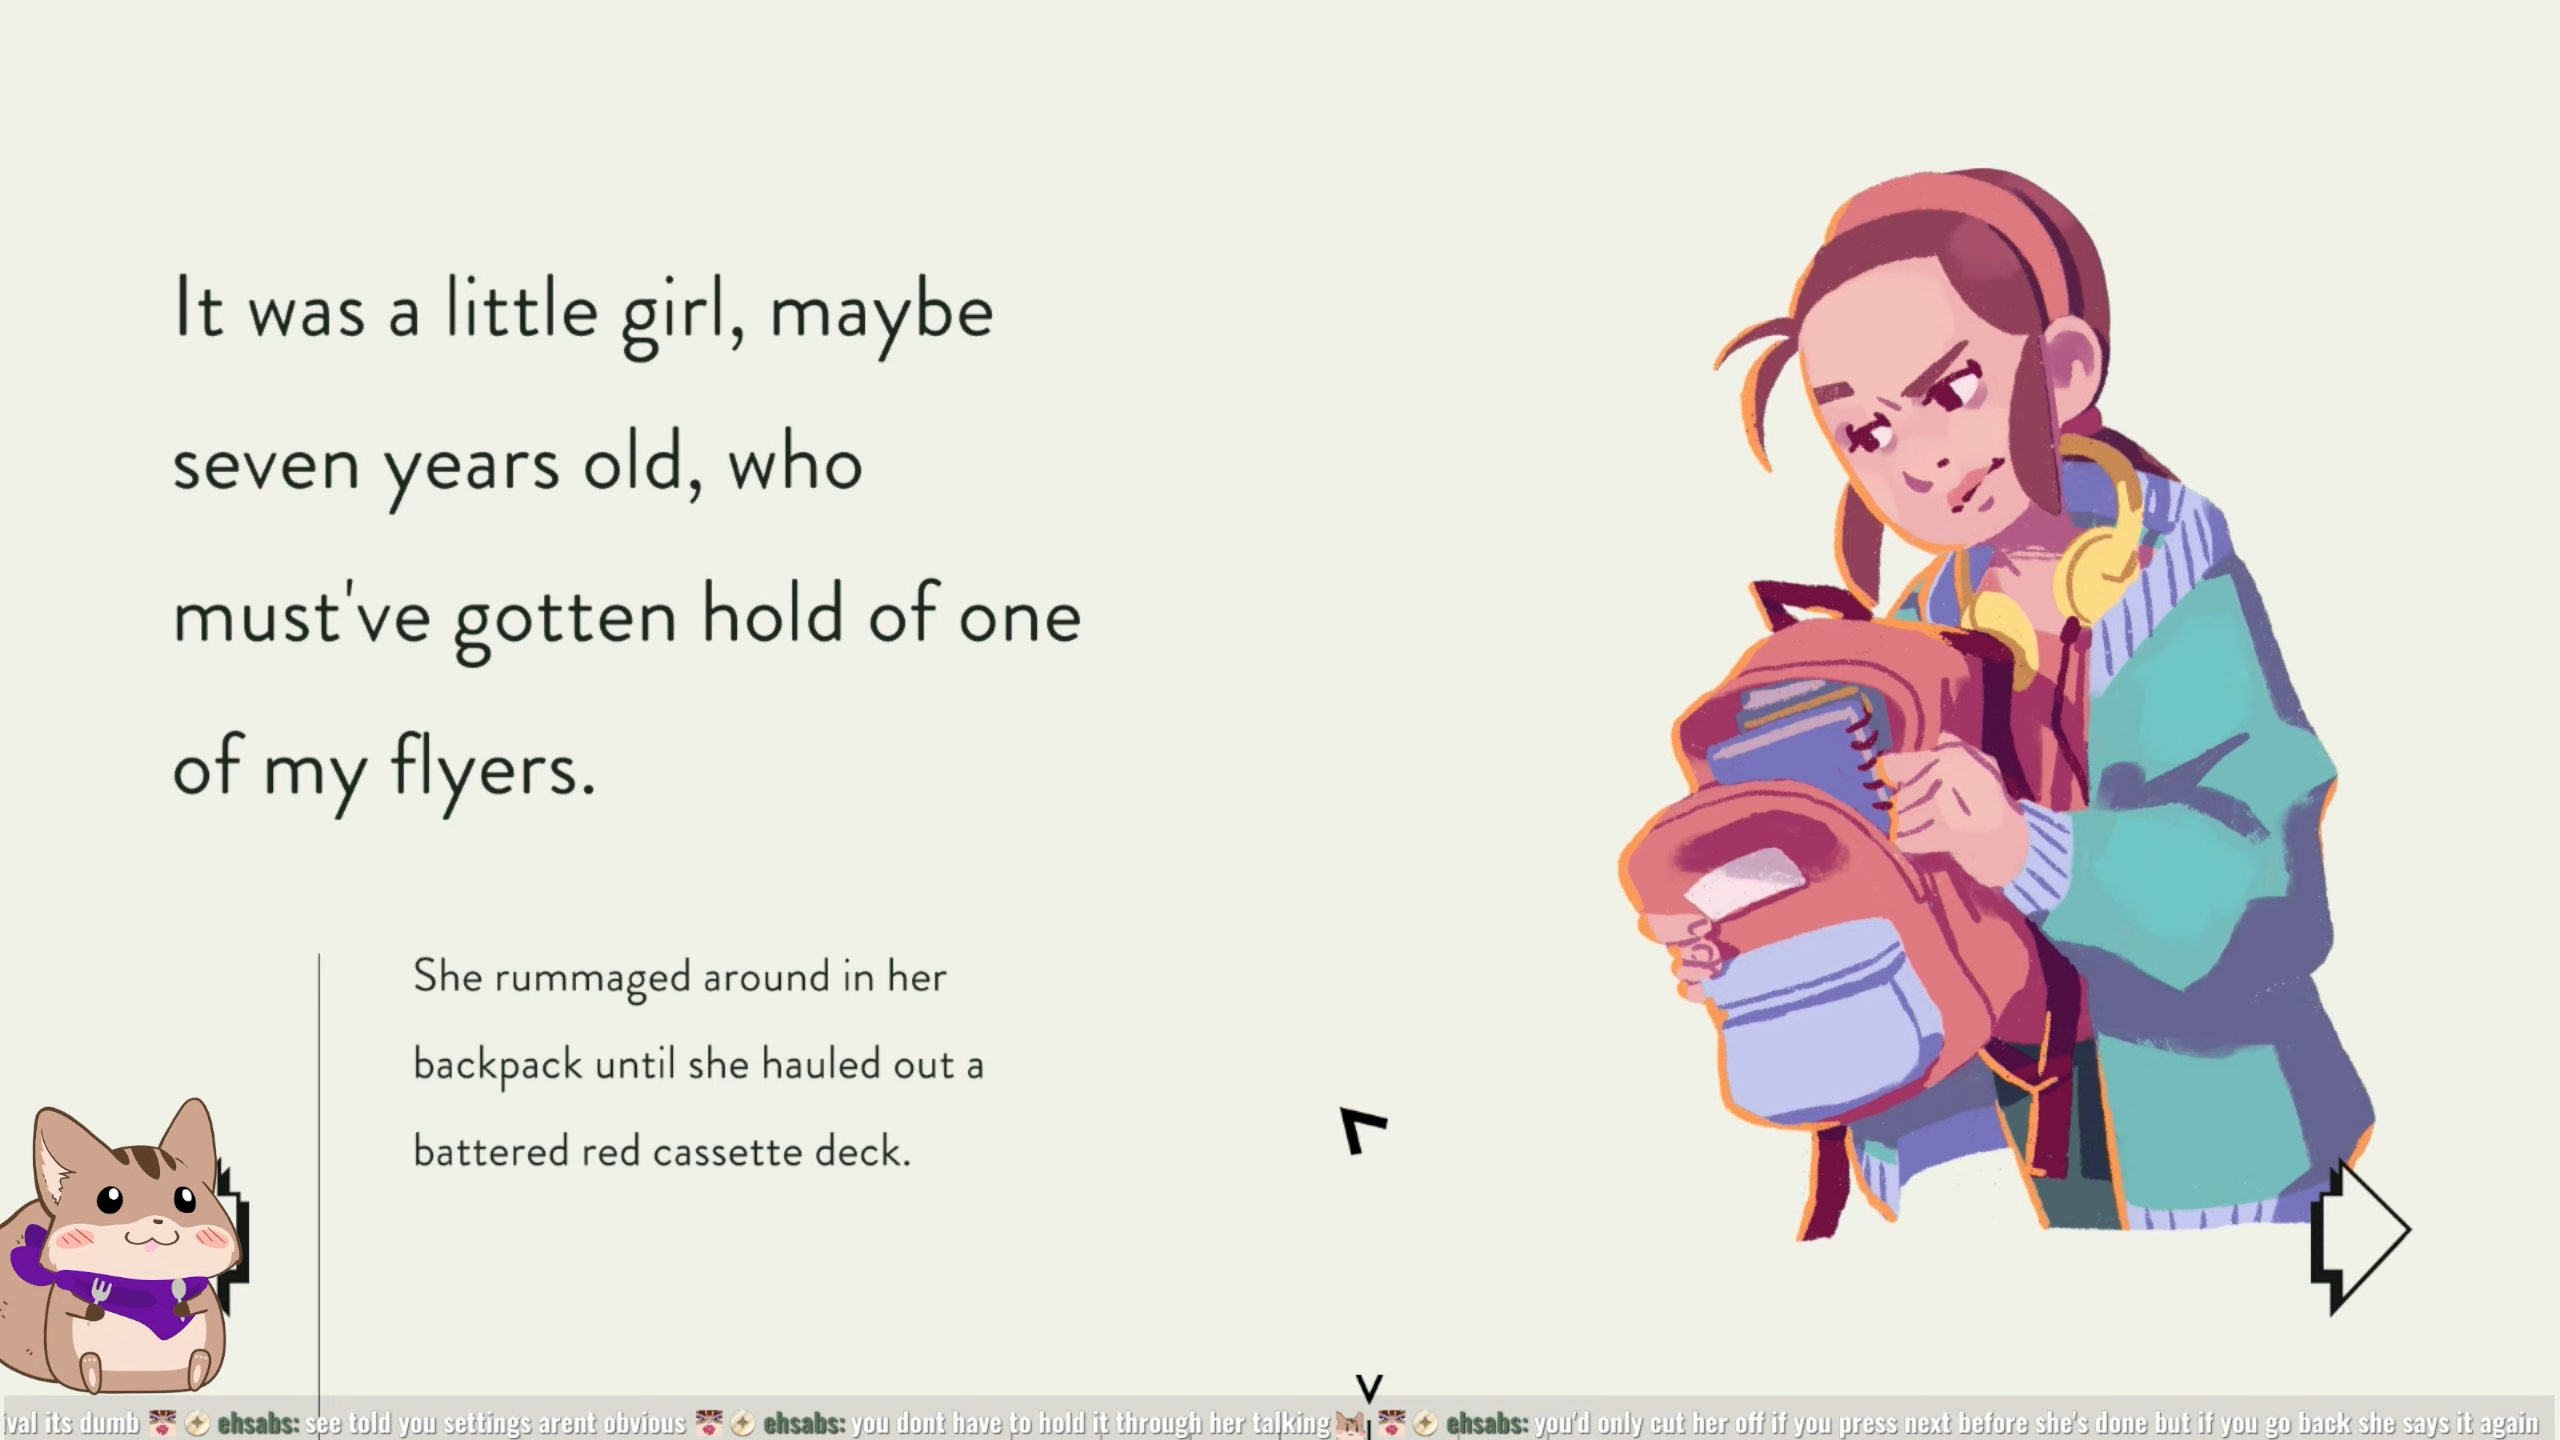 It was a little girl, maybe
seven years old, who
must've gotten hold of one
of my flyers.
She rummaged around in her
backpack until she hauled out a
battered red cassette deck.
ival its dumb ehsabs: see told you settings arent obvious ehsabs: you dont have to hold it through her talking ehsabs: you'd only cut her off if you press next before she's done but if you go back she says it again